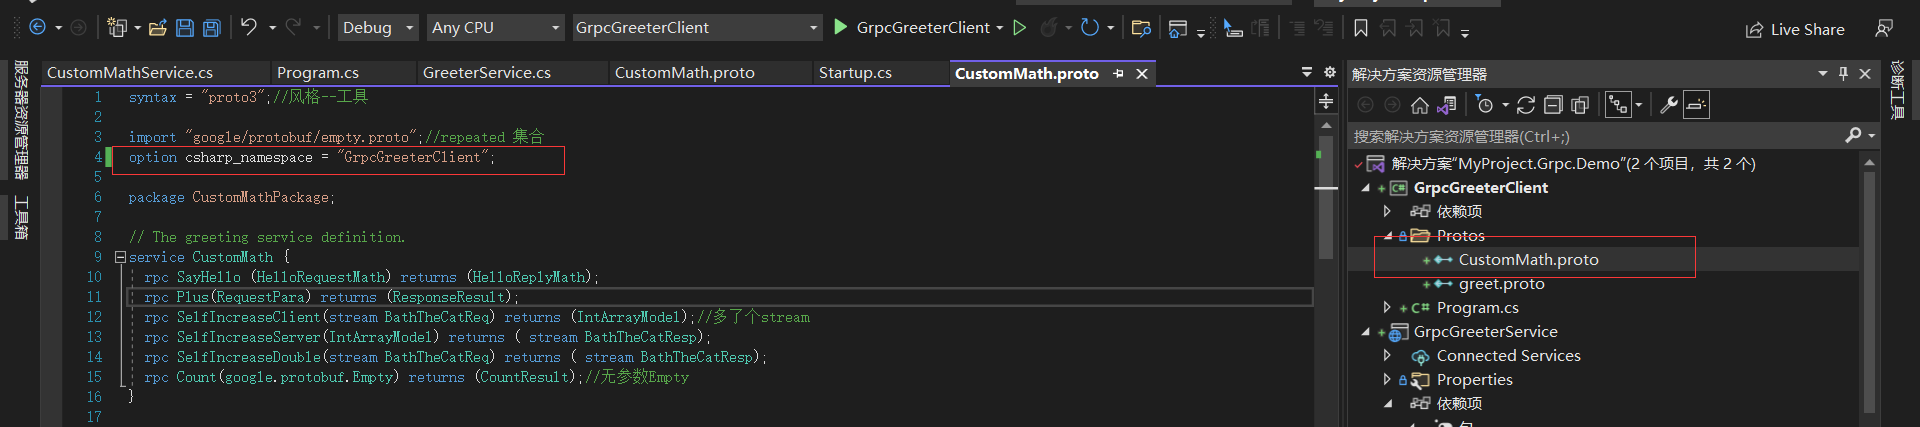 Debug
Any CPU
GrpcGreeterClient
GrpcGreeterClient
Live Share
服务器资源管理器
工具箱
CustomMathService.cs
Program.cs
GreeterService.cs
CustomMath.proto
Startup.cs
CustomMath.proto
1 syntax = "proto3";//风格--工具
2
3 import "google/protobuf/empty.proto";//repeated 集合
4 option csharp_namespace = "GrpcGreeterClient";
5
6 package CustomMathPackage;
7
8 // The greeting service definition.
9 service CustomMath {
10 rpc SayHello (HelloRequestMath) returns (HelloReplyMath);
11 rpc Plus(RequestPara) returns (ResponseResult);
12 rpc SelfIncreaseClient(stream BathTheCatReq) returns (IntArrayModel);//多了个stream
13 rpc SelfIncreaseServer(IntArrayModel) returns ( stream BathTheCatResp);
14 rpc SelfIncreaseDouble(stream BathTheCatReq) returns ( stream BathTheCatResp);
15 rpc Count(google.protobuf.Empty) returns (CountResult);//无参数Empty
16 }
17
解决方案资源管理器
搜索解决方案资源管理器(Ctrl+;)
解决方案"MyProject.Grpc.Demo"(2 个项目，共 2 个)
C# GrpcGreeterClient
依赖项
Protos
CustomMath.proto
greet.proto
C# Program.cs
GrpcGreeterService
Connected Services
Properties
依赖项
诊断工具